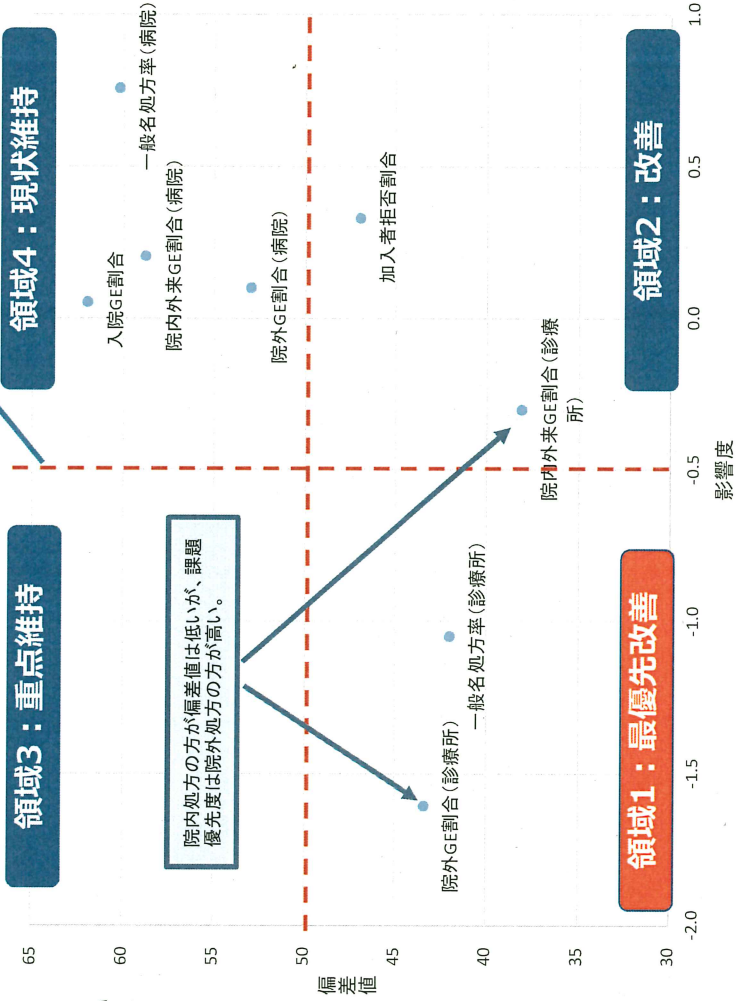 領域3：重点維持
領域4：現状維持
65
60
55
50
45
40
35
30
偏差値
入院GE割合
一般名処方率(病院)
院内外来GE割合(病院)
院内処方の方が偏差値は低いが、課題
優先度は院外処方の方が高い。
院外GE割合(病院)
加入者拒否割合
院外GE割合(診療所)
一般名処方率(診療所)
院内外来GE割合(診療
所)
領域1：最優先改善
領域2：改善
-2.0
-1.5
-1.0
-0.5
0.0
0.5
1.0
影響度